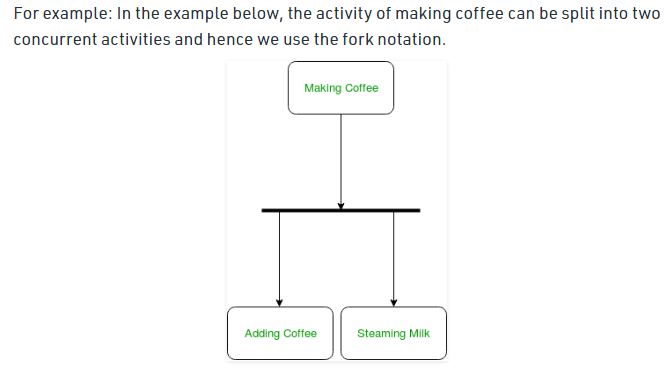 For example: In the example below, the activity of making coffee can be split into two
concurrent activities and hence we use the fork notation.
Making Coffee
Adding Coffee
Steaming Milk